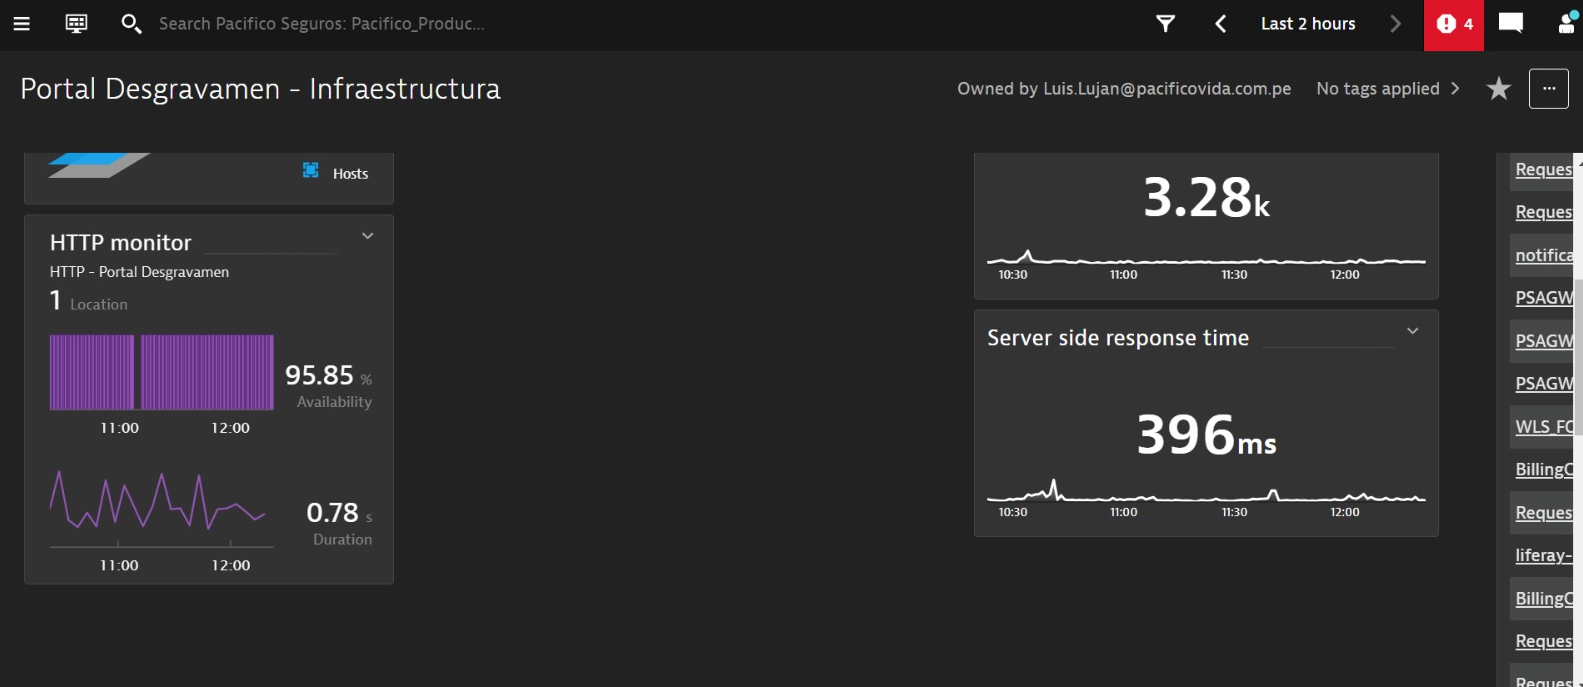 Search Pacifico Seguros: Pacifico_Produc...
Last 2 hours
4
Portal Desgravamen - Infraestructura
Owned by Luis.Lujan@pacificovida.com.pe
No tags applied
...
Hosts
HTTP monitor
HTTP - Portal Desgravamen
1 Location
95.85 %
Availability
11:00 12:00
0.78 s
Duration
11:00 12:00
3.28k
10:30 11:00 11:30 12:00
Server side response time
396ms
10:30 11:00 11:30 12:00
Reques
Reques
notifica
PSAGW
PSAGW
PSAGW
WLS_FC
BillingC
Reques
liferay-
BillingC
Reques
Reques